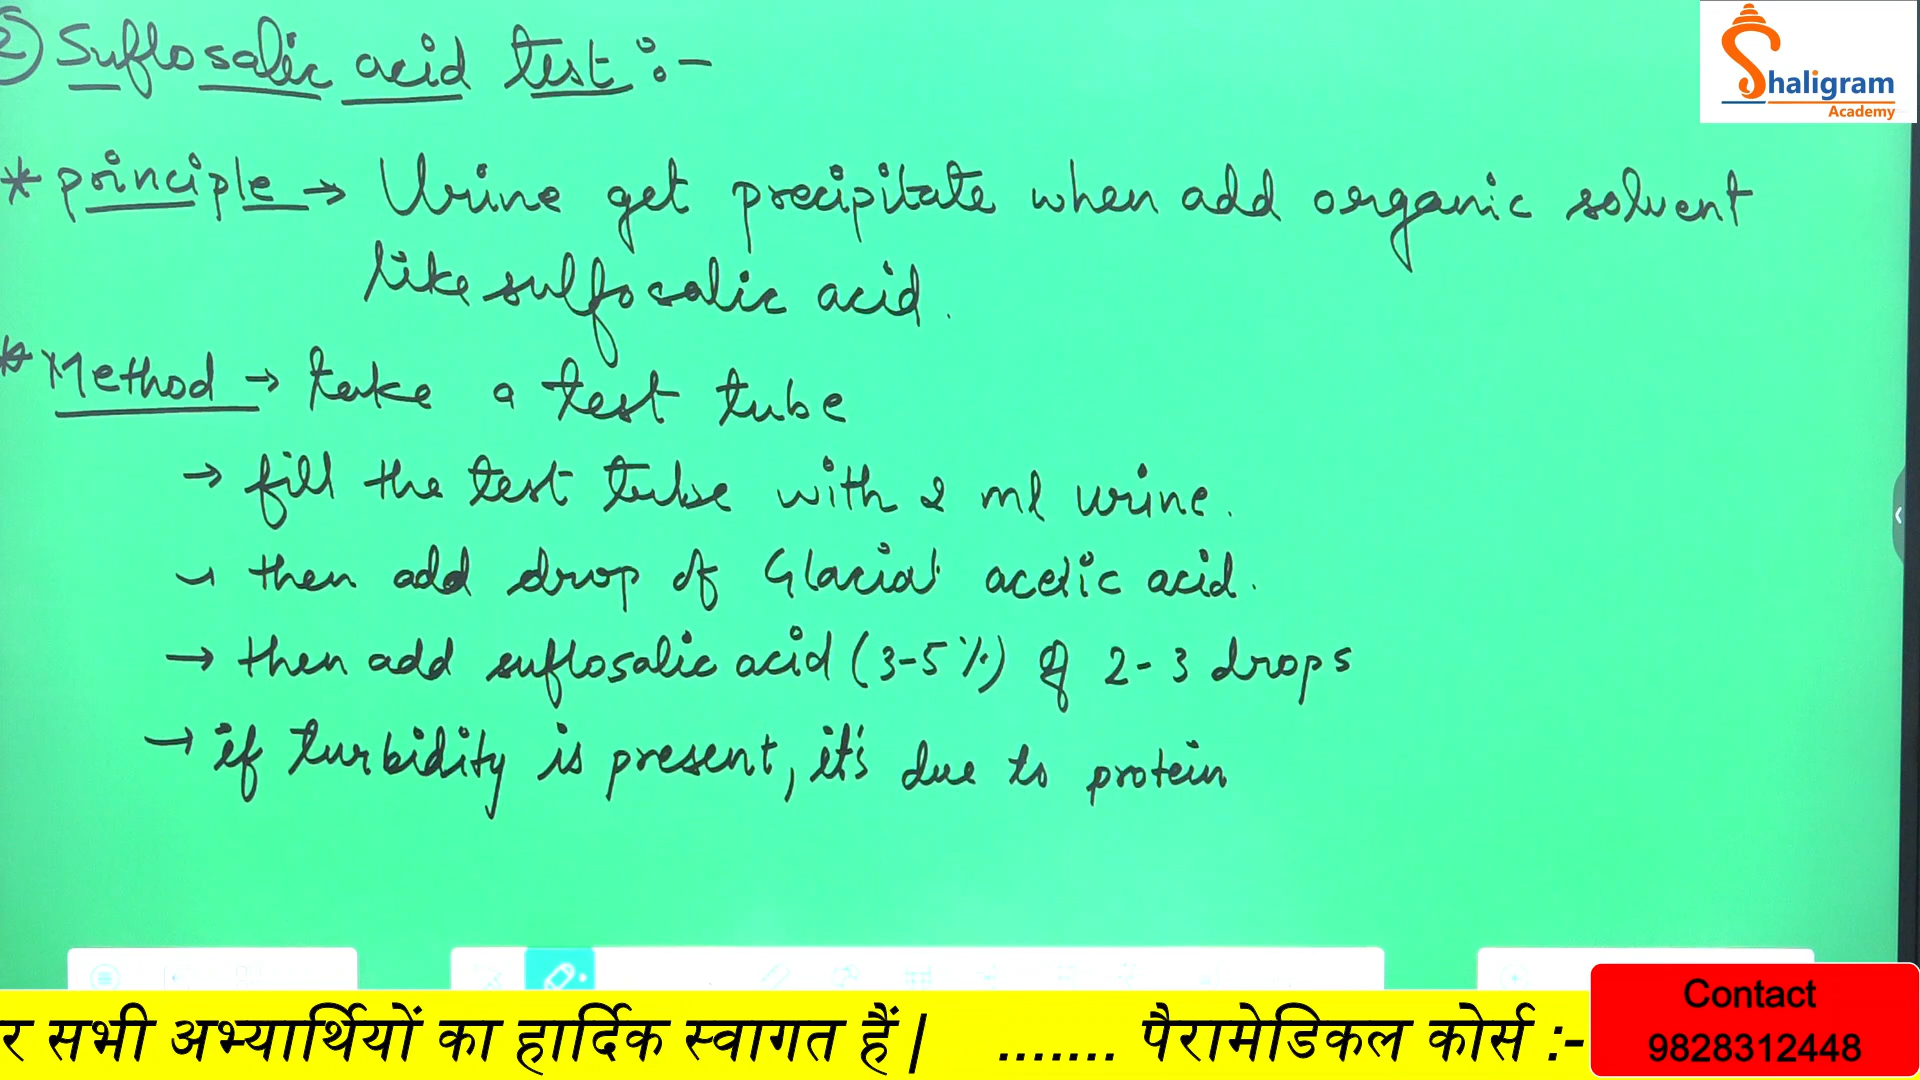 ② Suflosalic acid test :-
Shaligram
Academy
* principle → Urine get precipitate when add organic solvent
like sulfosalic acid.
* Method → take a test tube
→ fill the test tube with 2 ml urine.
→ then add drop of Glacial acetic acid.
→ then add suflosalic acid (3-5%) of 2-3 drops
→ if turbidity is present, it's due to protein
र सभी अभ्यार्थियों का हार्दिक स्वागत हैं | ....... पैरामेडिकल कोर्स :-
Contact
9828312448